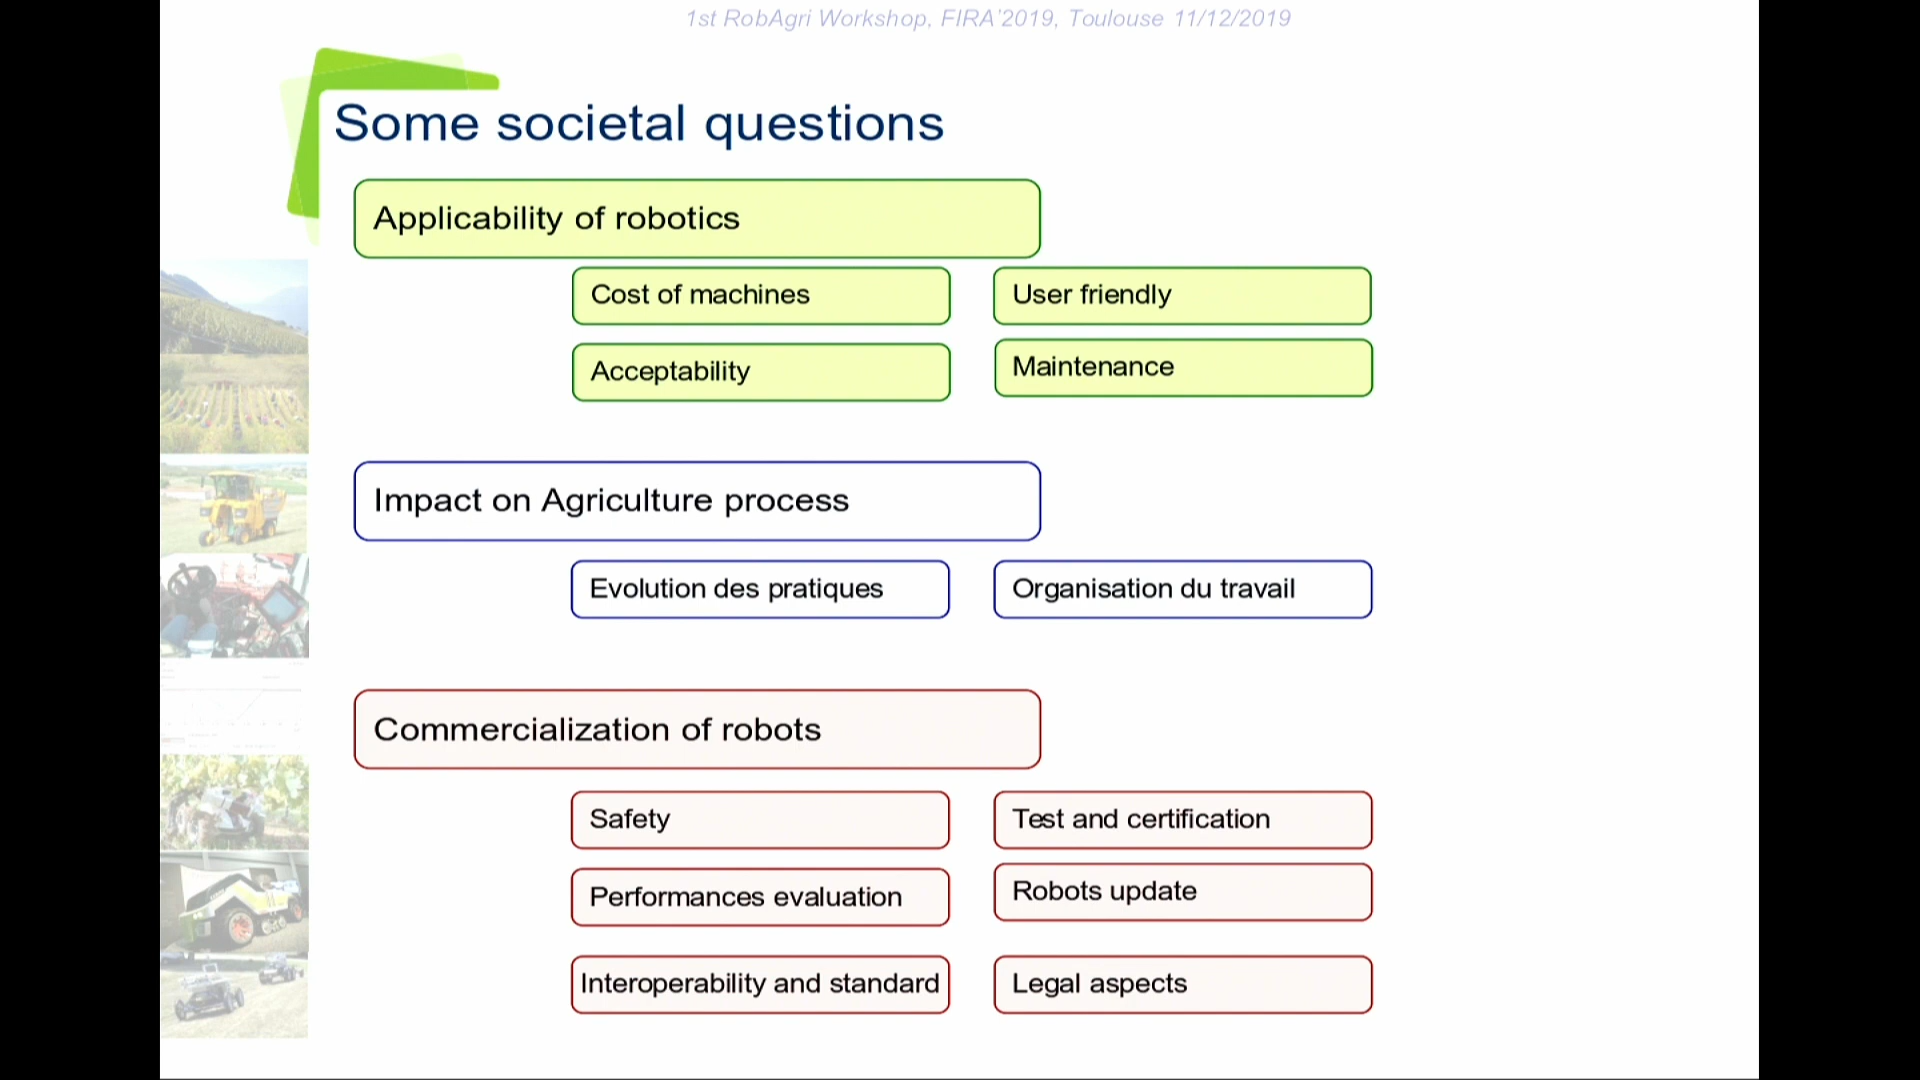 1st RobAgri Workshop, FIRA'2019, Toulouse 11/12/2019
Some societal questions
Applicability of robotics
Cost of machines
User friendly
Acceptability
Maintenance
Impact on Agriculture process
Evolution des pratiques
Organisation du travail
Commercialization of robots
Safety
Test and certification
Performances evaluation
Robots update
Interoperability and standard
Legal aspects